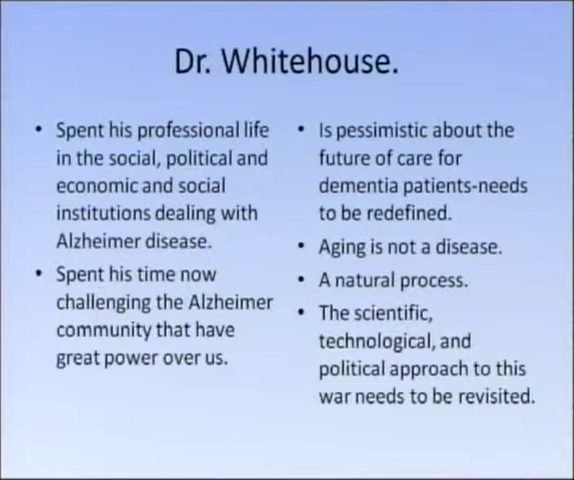 Dr. Whitehouse.
• Spent his professional life
in the social, political and
economic and social
institutions dealing with
Alzheimer disease.
• Spent his time now
challenging the Alzheimer
community that have
great power over us.
• Is pessimistic about the
future of care for
dementia patients-needs
to be redefined.
• Aging is not a disease.
• A natural process.
• The scientific,
technological, and
political approach to this
war needs to be revisited.